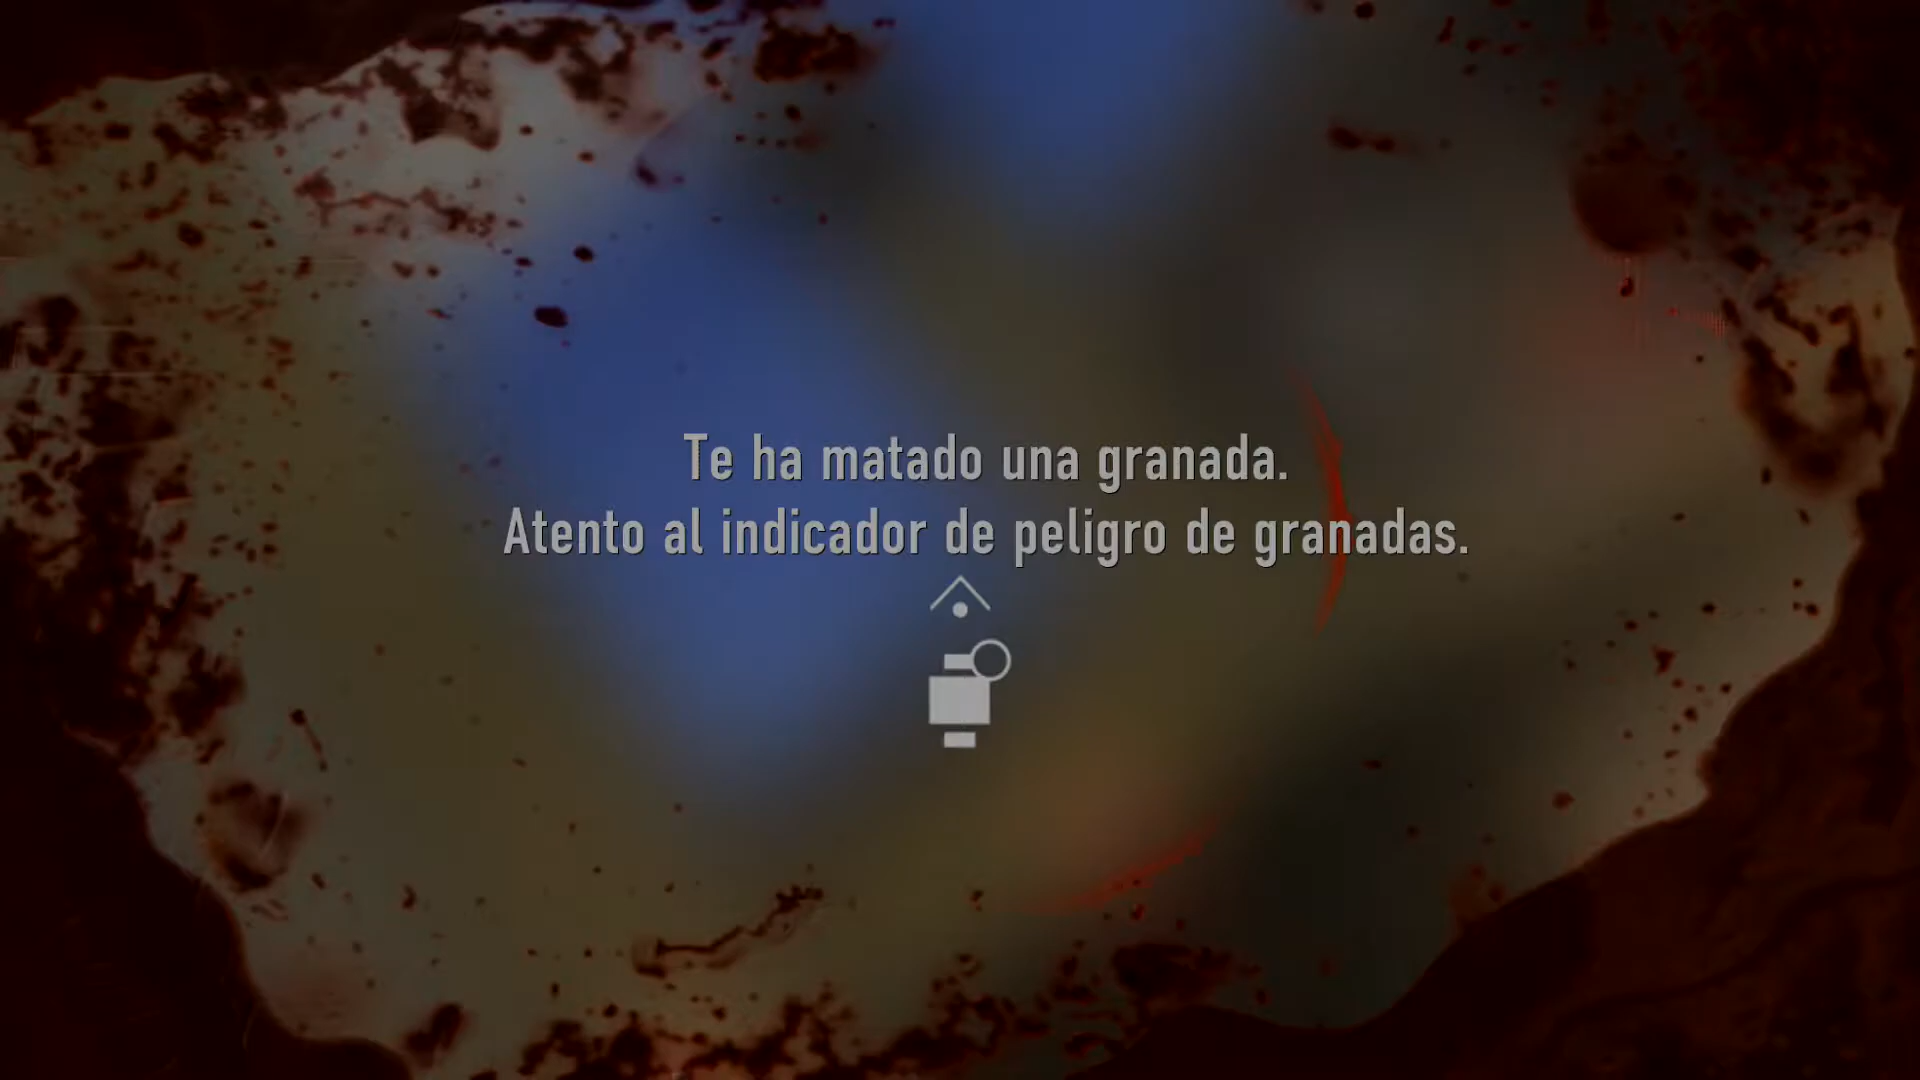 Te ha matado una granada.
Atento al indicador de peligro de granadas.